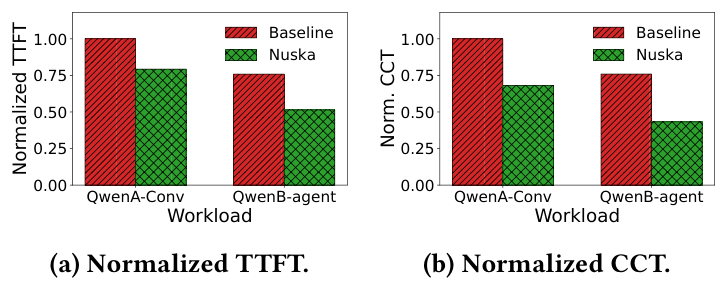 Normalized TTFT
1.00
0.75
0.50
0.25
0.00
Baseline
Nuska
QwenA-Conv QwenB-agent
Workload
(a) Normalized TTFT.
Norm. CCT
1.00
0.75
0.50
0.25
0.00
Baseline
Nuska
QwenA-Conv QwenB-agent
Workload
(b) Normalized CCT.